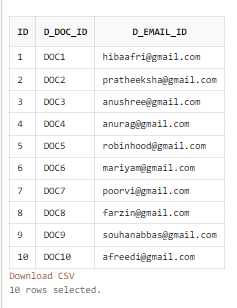 ID D_DOC_ID D_EMAIL_ID
1 DOC1 hibaafri@gmail.com
2 DOC2 pratheeksha@gmail.com
3 DOC3 anushree@gmail.com
4 DOC4 anurag@gmail.com
5 DOC5 robinhood@gmail.com
6 DOC6 mariyam@gmail.com
7 DOC7 poorvi@gmail.com
8 DOC8 farzin@gmail.com
9 DOC9 souhanabbas@gmail.com
10 DOC10 afreedi@gmail.com
Download CSV
10 rows selected.